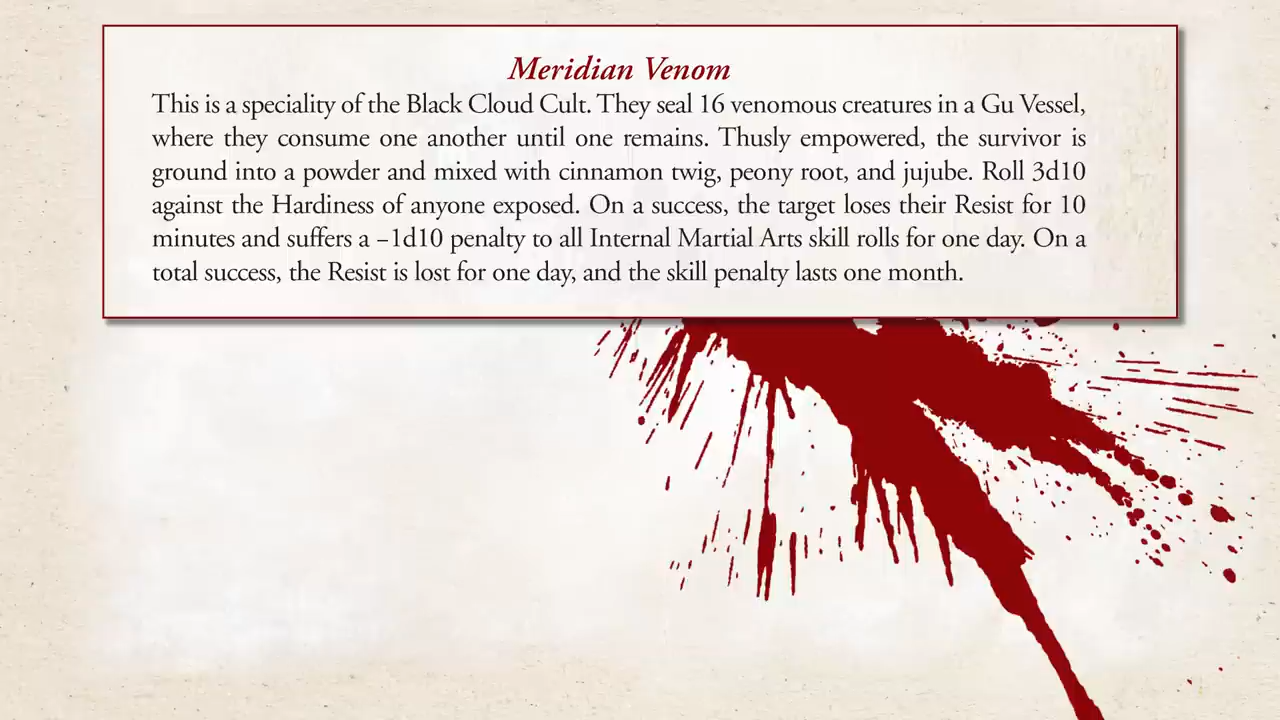 Meridian Venom
This is a speciality of the Black Cloud Cult. They seal 16 venomous creatures in a Gu Vessel,
where they consume one another until one remains. Thusly empowered, the survivor is
ground into a powder and mixed with cinnamon twig, peony root, and jujube. Roll 3d10
against the Hardiness of anyone exposed. On a success, the target loses their Resist for 10
minutes and suffers a –1d10 penalty to all Internal Martial Arts skill rolls for one day. On a
total success, the Resist is lost for one day, and the skill penalty lasts one month.